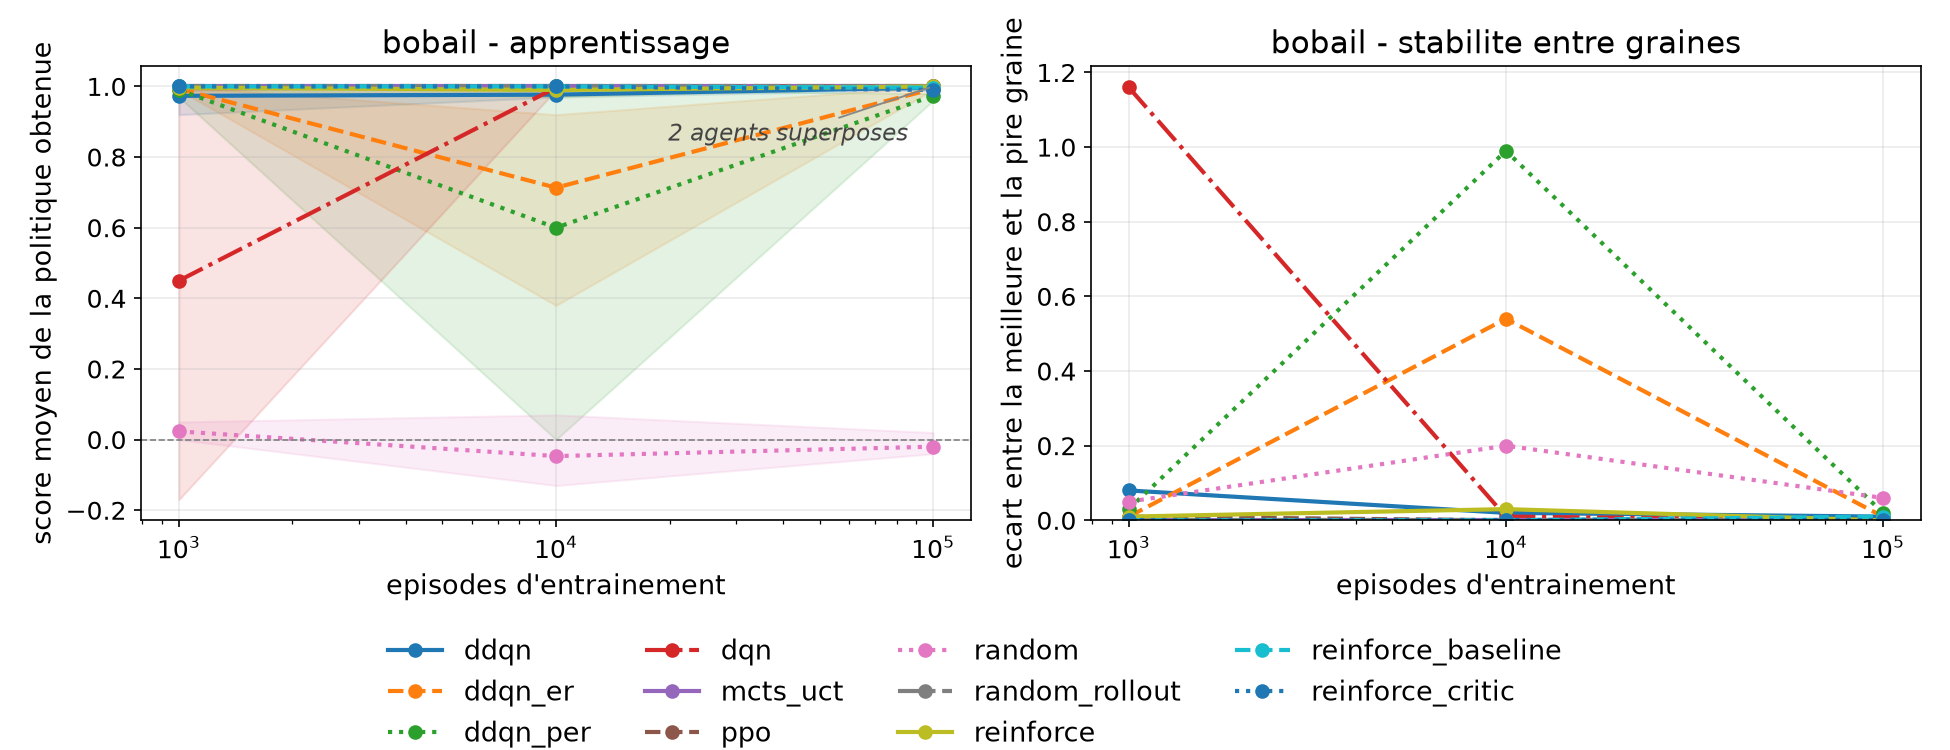 bobail - apprentissage
score moyen de la politique obtenue
1.0
0.8
0.6
0.4
0.2
0.0
−0.2
2 agents superposes
10³
10⁴
10⁵
episodes d'entrainement
bobail - stabilite entre graines
ecart entre la meilleure et la pire graine
1.2
1.0
0.8
0.6
0.4
0.2
0.0
10³
10⁴
10⁵
episodes d'entrainement
ddqn
ddqn_er
ddqn_per
dqn
mcts_uct
ppo
random
random_rollout
reinforce
reinforce_baseline
reinforce_critic